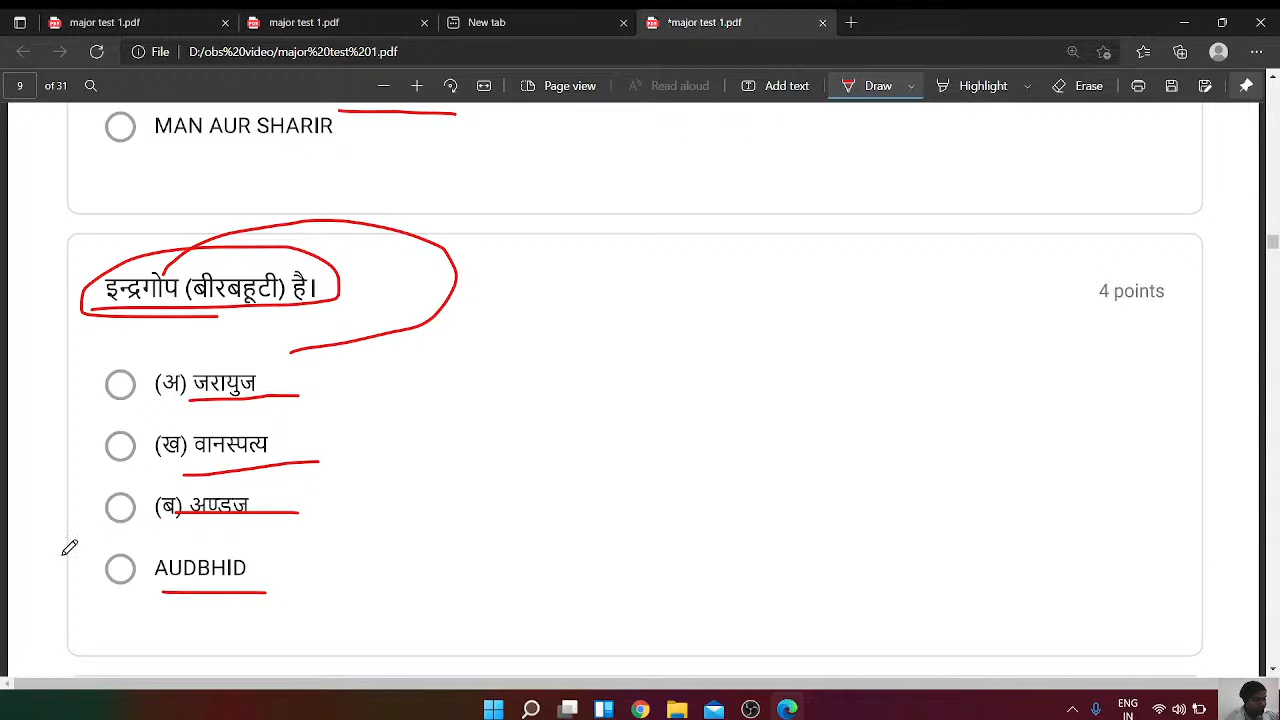 major test 1.pdf
major test 1.pdf
New tab
*mapr test 1.pdf
File D:/obs%20video/major%20test%201.pdf
9 of 31
Page view
Read aloud
Add text
Draw
Highlight
Erase
MAN AUR SHARIR
इन्द्रगोप (बीरबहूटी) है।
4 points
(अ) जरायुज
(ख) वानस्पत्य
(ब) अण्डज
AUDBHID
ENG
IN